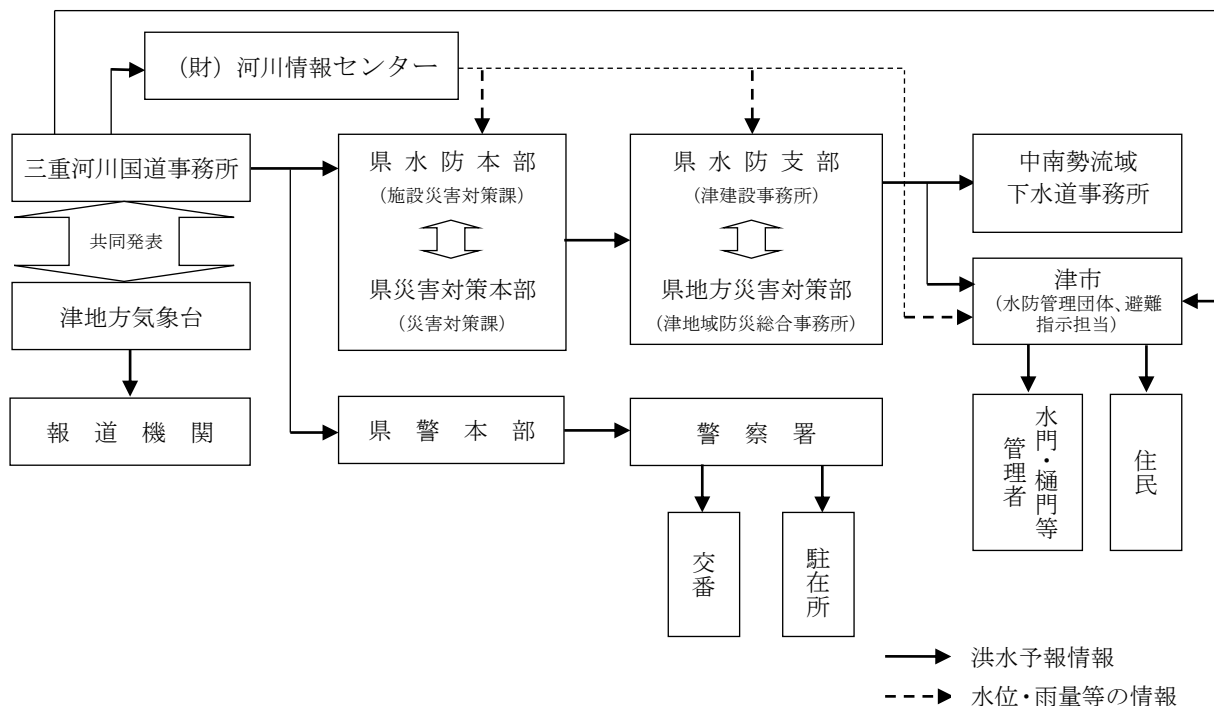 (財)河川情報センター
三重河川国道事務所
共同発表
津地方気象台
報道機関
県水防本部
(施設災害対策課)
県災害対策本部
(災害対策課)
県水防支部
(津建設事務所)
県地方災害対策部
(津地域防災総合事務所)
中南勢流域
下水道事務所
津市
(水防管理団体、避難
指示担当)
県警本部
警察署
交番
駐在所
水門・樋門等
管理者
住民
洪水予報情報
水位・雨量等の情報